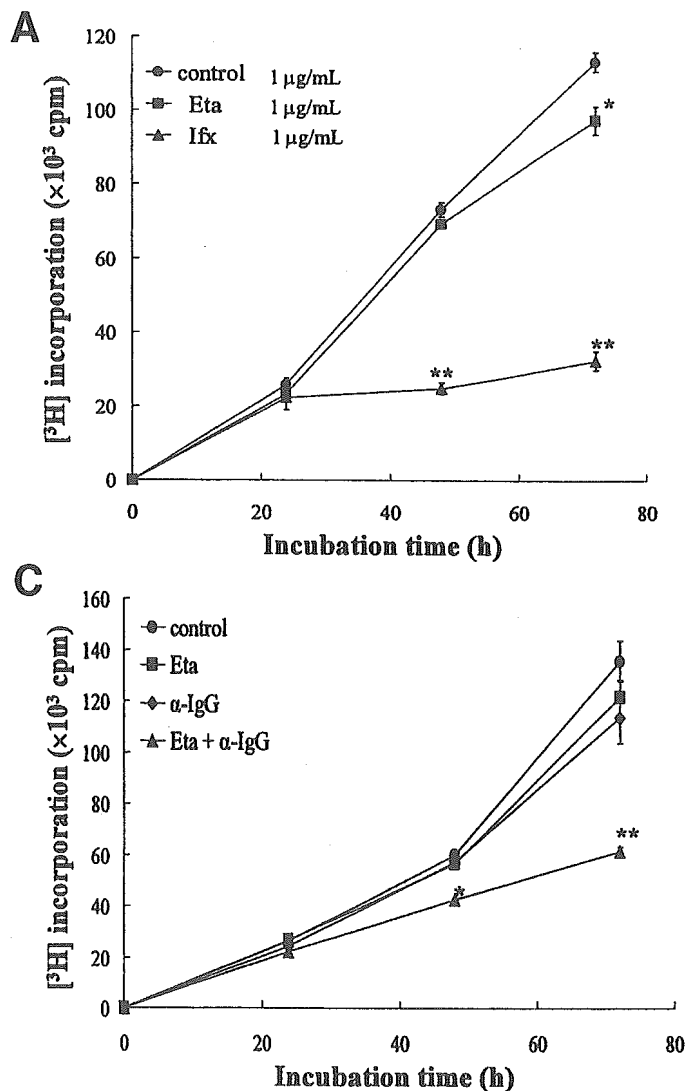 A
120
100
80
60
40
20
0
control 1 μg/mL
Eta 1 μg/mL
Ifx 1 μg/mL
*
**
**
[³H] incorporation (×10³ cpm)
0 20 40 60 80
Incubation time (h)
C
160
140
120
100
80
60
40
20
0
control
Eta
α-IgG
Eta + α-IgG
**
*
[³H] incorporation (×10³ cpm)
0 20 40 60 80
Incubation time (h)